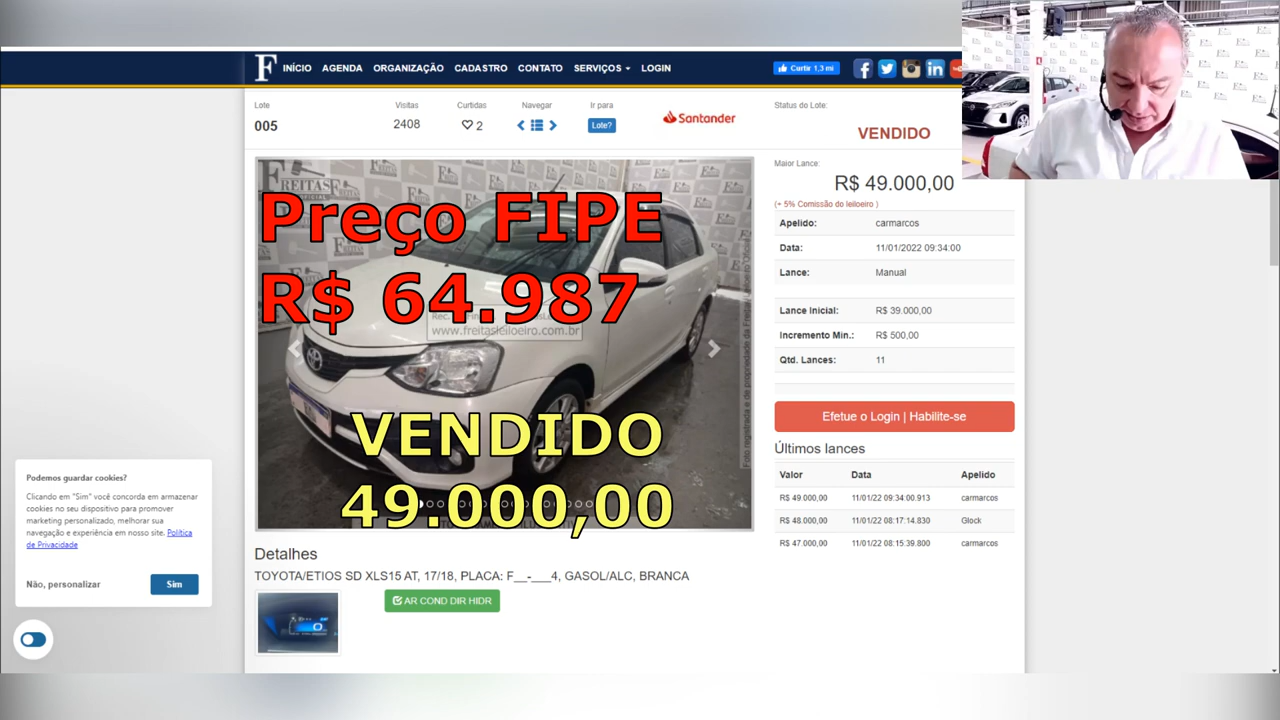 F INÍCIO AGENDA ORGANIZAÇÃO CADASTRO CONTATO SERVIÇOS LOGIN
Curtir 1,3 mi
Lote
005
Visitas
2408
Curtidas
2
Navegar
Ir para
Lote?
Santander
Status do Lote:
VENDIDO
FREITAS
Preço FIPE
R$ 64.987
www.freitasleiloeiro.com.br
VENDIDO
49.000,00
Maior Lance:
R$ 49.000,00
(+ 5% Comissão do leiloeiro )
Apelido: carmarcos
Data: 11/01/2022 09:34:00
Lance: Manual
Lance Inicial: R$ 39.000,00
Incremento Min.: R$ 500,00
Qtd. Lances: 11
Efetue o Login | Habilite-se
Últimos lances
Valor Data Apelido
R$ 49 000,00 11/01/22 09:34:00.913 carmarcos
R$ 48.000,00 11/01/22 08:17:14.830 Glock
R$ 47.000,00 11/01/22 08:15:39.800 carmarcos
Detalhes
TOYOTA/ETIOS SD XLS15 AT, 17/18, PLACA: F__-___4, GASOL/ALC, BRANCA
AR COND DIR HIDR
Podemos guardar cookies?
Clicando em "Sim" você concorda em armazenar
cookies no seu dispositivo para promover
marketing personalizado, melhorar sua
navegação e experiência em nosso site. Política
de Privacidade
Não, personalizar
Sim